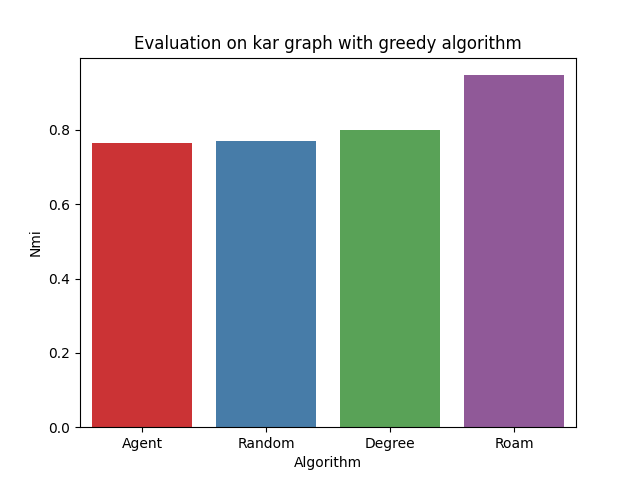 Evaluation on kar graph with greedy algorithm
Nmi
0.8
0.6
0.4
0.2
0.0
Agent Random Degree Roam
Algorithm